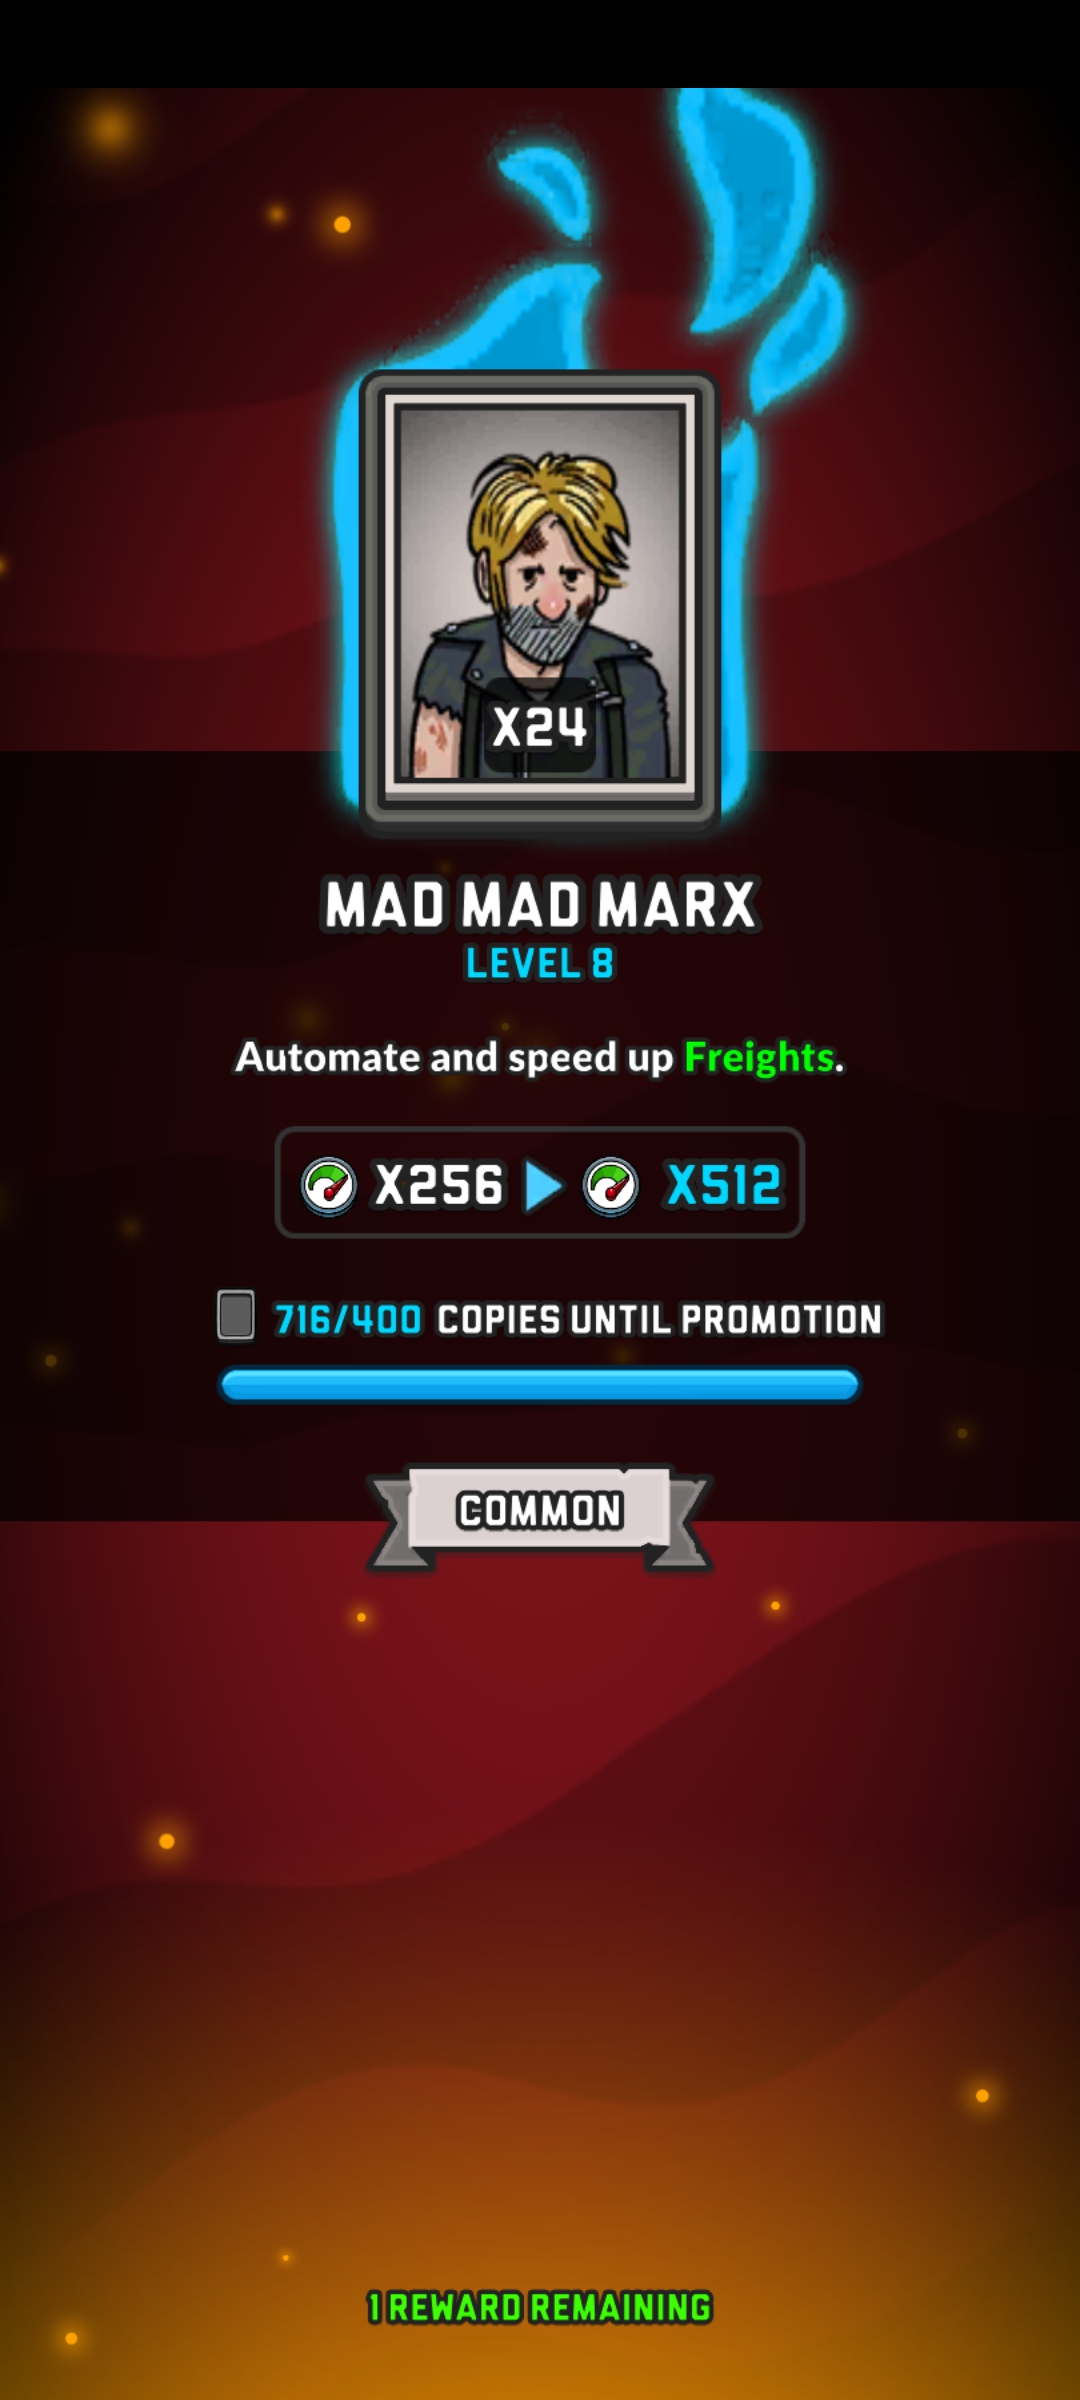 X24
MAD MAD MARX
LEVEL 8
Automate and speed up Freights.
X256 X512
716/400 COPIES UNTIL PROMOTION
COMMON
1 REWARD REMAINING